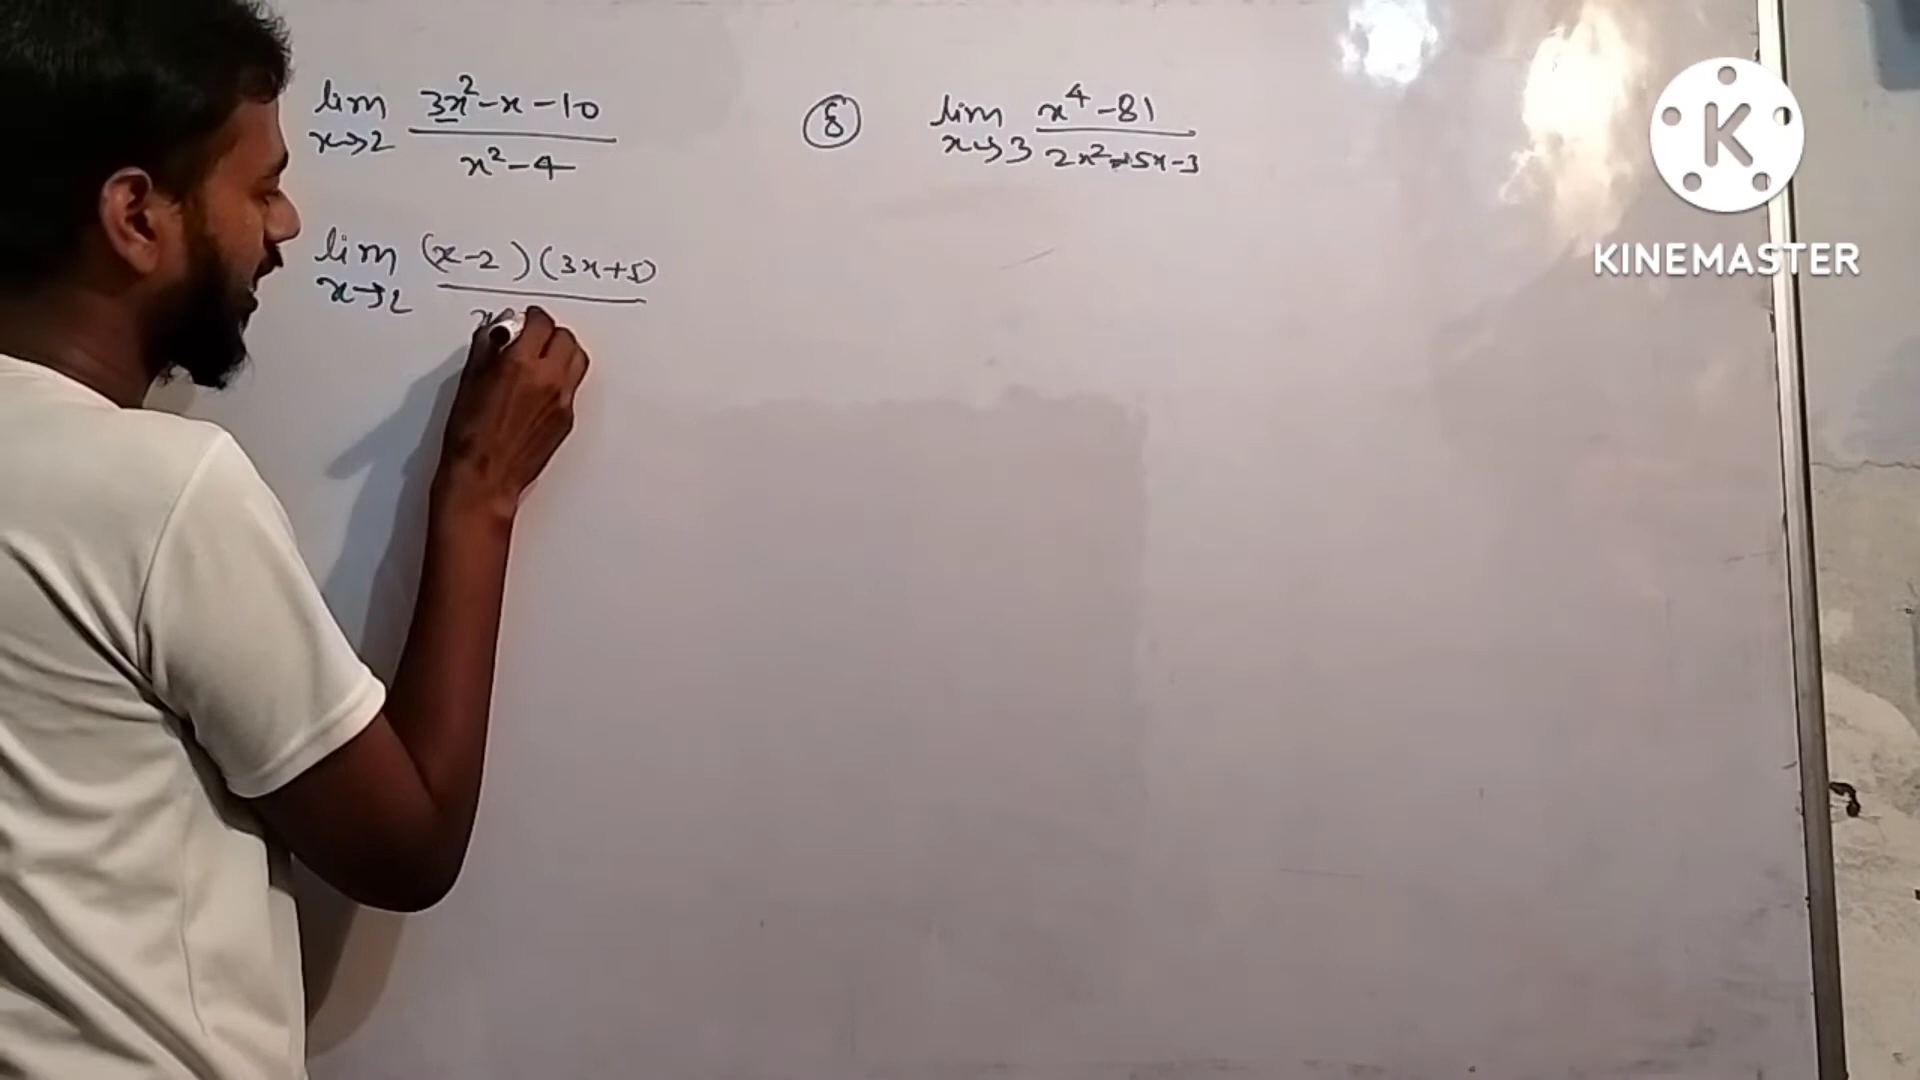 lim 3x²-x-10
x→2 x²-4
⑧ lim x⁴-81
x→3 2x²-5x-3
lim (x-2)(3x+5)
x→2 x
KINEMASTER